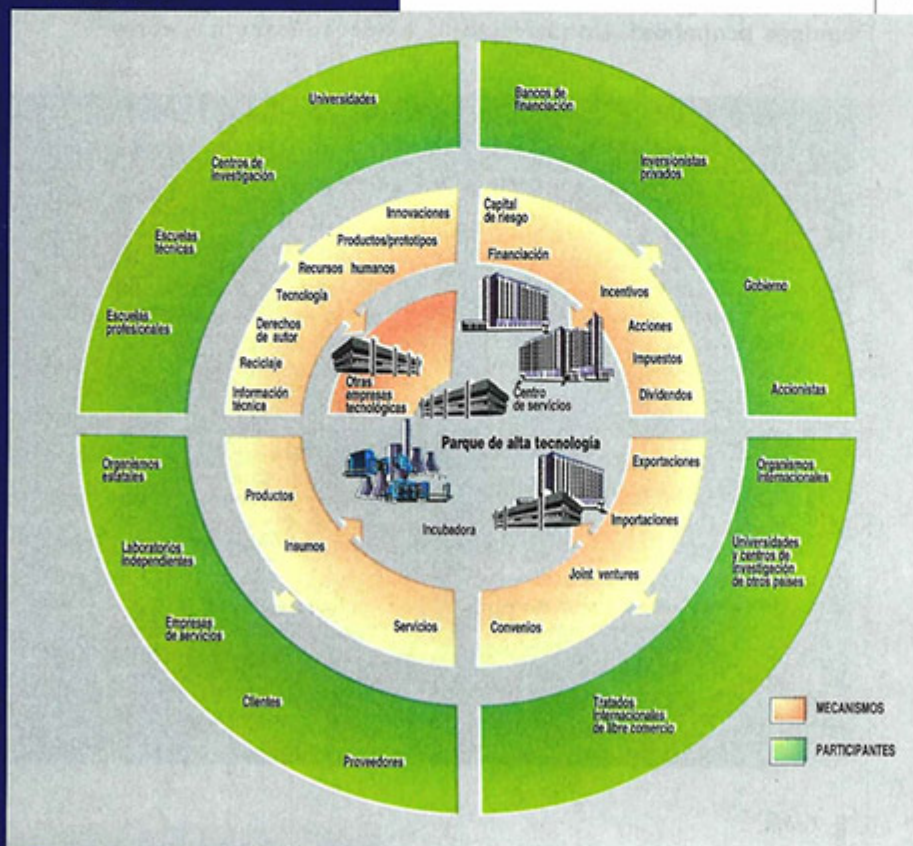 Universidades
Centros de
Investigación
Escuelas
técnicas
Escuelas
profesionales
Bancos de
financiación
Inversionistas
privados
Gobierno
Accionistas
Innovaciones
Productos/prototipos
Recursos humanos
Tecnología
Derechos
de autor
Reciclaje
Información
técnica
Capital
de riesgo
Financiación
Incentivos
Acciones
Impuestos
Dividendos
Otras
empresas
tecnológicas
Centro
de servicios
Parque de alta tecnología
Incubadora
Productos
Insumos
Servicios
Exportaciones
Importaciones
Joint ventures
Convenios
Organismos
estatales
Laboratorios
Independientes
Empresas
de servicios
Clientes
Proveedores
Organismos
Internacionales
Universidades
y centros de
Investigación
de otros países
Tratados
Internacionales
de libre comercio
MECANISMOS
PARTICIPANTES